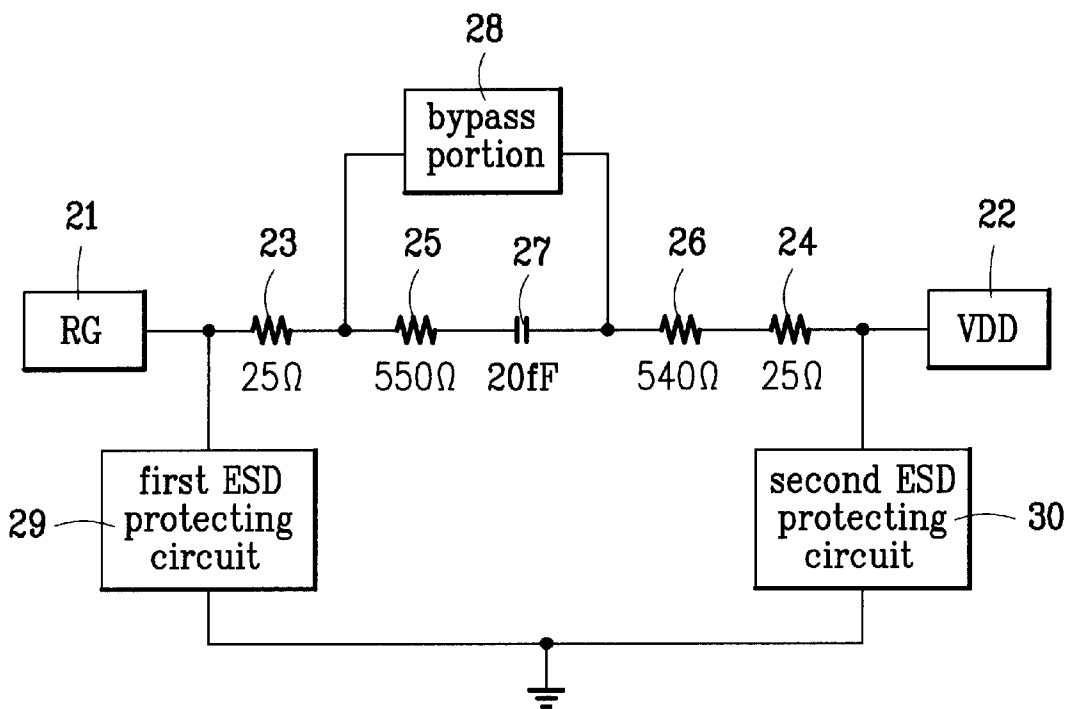 28
bypass
portion
21
23
25
27
26
24
22
RG
VDD
25Ω
550Ω
20fF
540Ω
25Ω
first ESD
protecting
circuit
29
second ESD
protecting
circuit
30